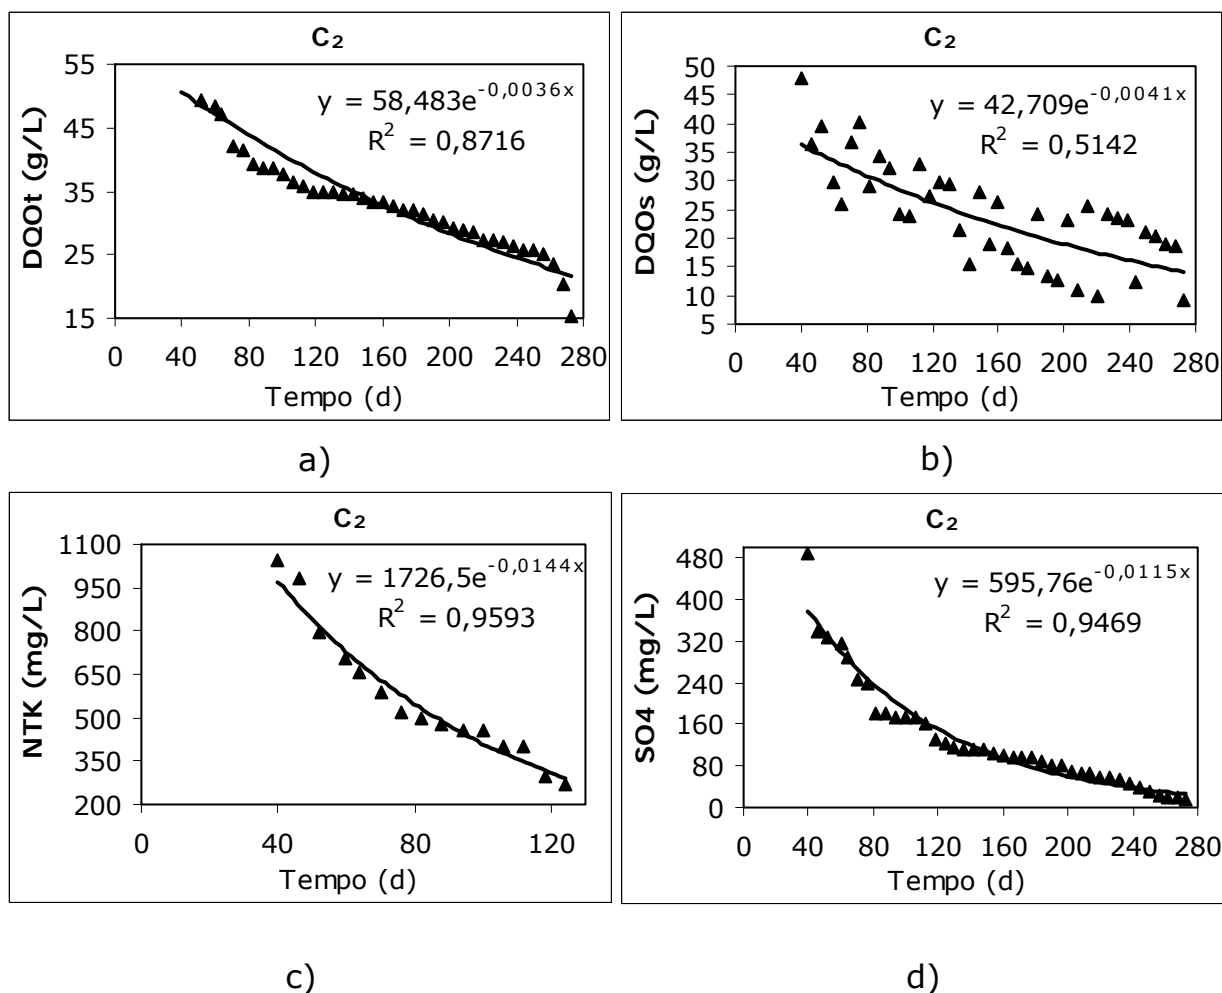 C₂
DQOt (g/L)
55
45
35
25
15
y = 58,483e^-0,0036x
R² = 0,8716
0 40 80 120 160 200 240 280
Tempo (d)
a)
C₂
DQOs (g/L)
50
45
40
35
30
25
20
15
10
5
y = 42,709e^-0,0041x
R² = 0,5142
0 40 80 120 160 200 240 280
Tempo (d)
b)
C₂
NTK (mg/L)
1100
950
800
650
500
350
200
y = 1726,5e^-0,0144x
R² = 0,9593
0 40 80 120
Tempo (d)
c)
C₂
SO4 (mg/L)
480
400
320
240
160
80
0
y = 595,76e^-0,0115x
R² = 0,9469
0 40 80 120 160 200 240 280
Tempo (d)
d)